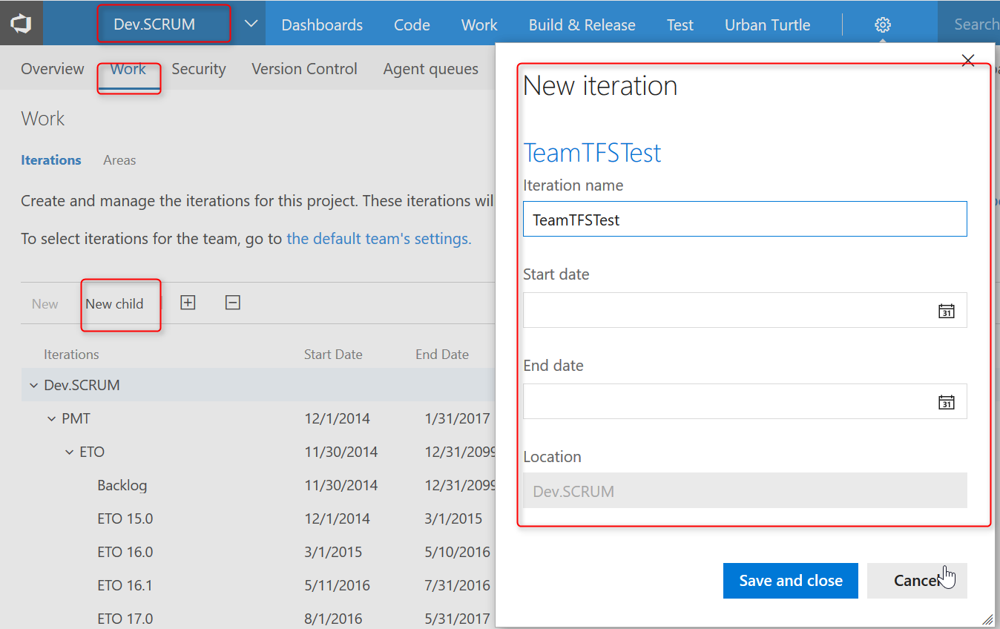 Dev.SCRUM Dashboards Code Work Build & Release Test Urban Turtle Search
Overview Work Security Version Control Agent queues
Work
Iterations Areas
Create and manage the iterations for this project. These iterations will
To select iterations for the team, go to the default team's settings.
New New child
Iterations Start Date End Date
Dev.SCRUM
PMT 12/1/2014 1/31/2017
ETO 11/30/2014 12/31/2099
Backlog 11/30/2014 12/31/2099
ETO 15.0 12/1/2014 3/1/2015
ETO 16.0 3/1/2015 5/10/2016
ETO 16.1 5/11/2016 7/31/2016
ETO 17.0 8/1/2016 5/31/2017
New iteration
TeamTFSTest
Iteration name
TeamTFSTest
Start date
31
End date
31
Location
Dev.SCRUM
Save and close Cancel